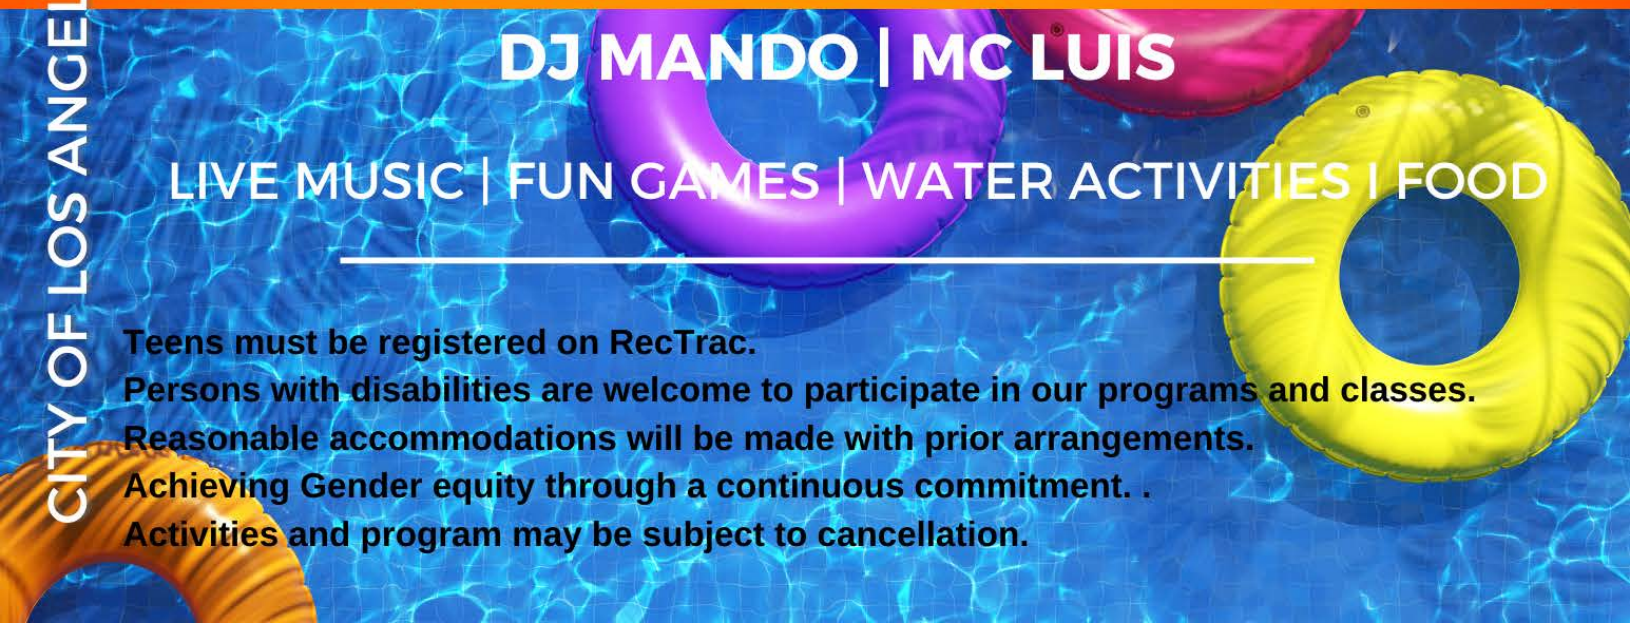 DJ MANDO | MC LUIS
LIVE MUSIC | FUN GAMES | WATER ACTIVITIES I FOOD
CITY OF LOS ANGEL
Teens must be registered on RecTrac.
Persons with disabilities are welcome to participate in our programs and classes.
Reasonable accommodations will be made with prior arrangements.
Achieving Gender equity through a continuous commitment. .
Activities and program may be subject to cancellation.